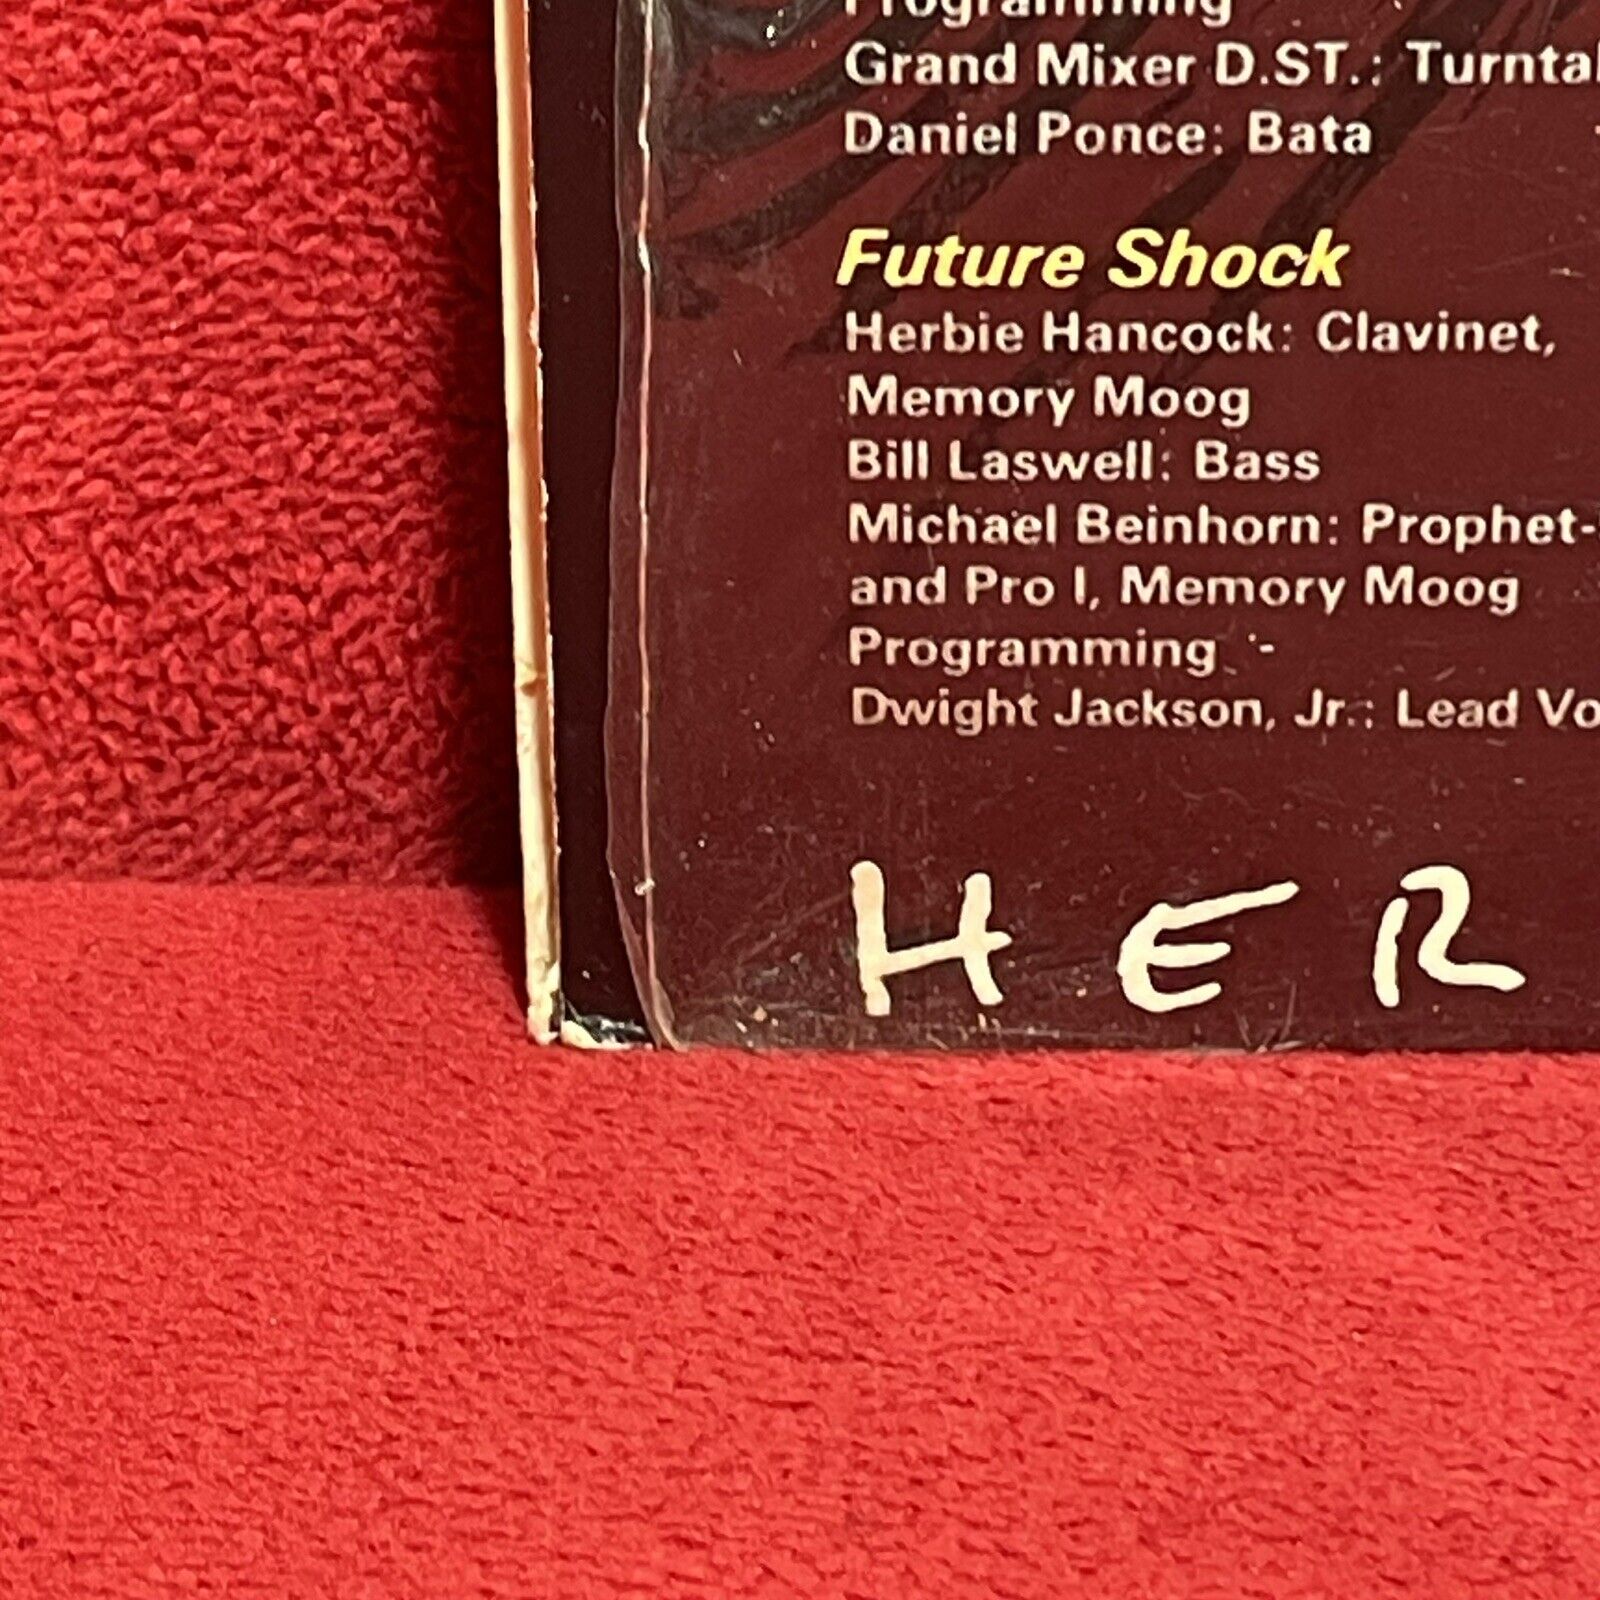 Programming
Grand Mixer D.ST.: Turntal
Daniel Ponce: Bata
Future Shock
Herbie Hancock: Clavinet,
Memory Moog
Bill Laswell: Bass
Michael Beinhorn: Prophet-
and Pro I, Memory Moog
Programming
Dwight Jackson, Jr.: Lead Vo
HER